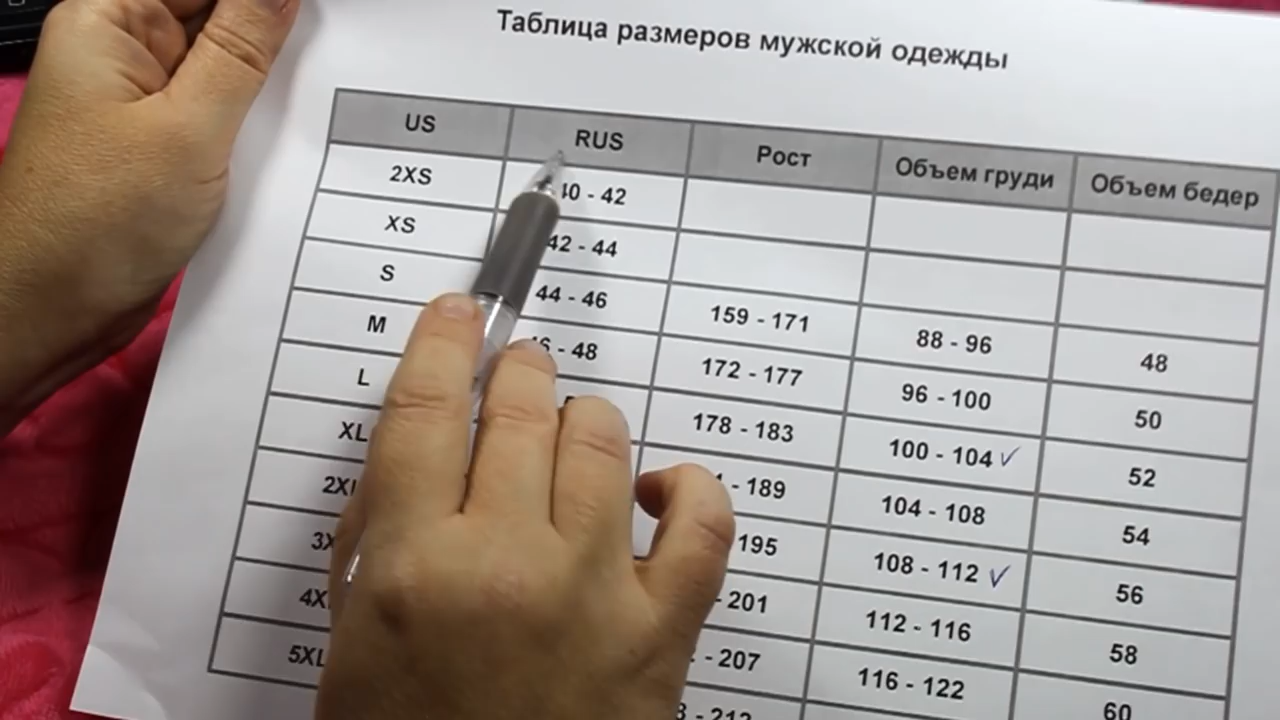 Таблица размеров мужской одежды
US RUS Рост Объем груди Объем бедер
2XS - 42
XS 42 - 44
S 44 - 46 159 - 171 88 - 96 48
M - 48 172 - 177 96 - 100 50
L 178 - 183 100 - 104 ✓ 52
XL - 189 104 - 108 54
195 108 - 112 ✓ 56
- 201 112 - 116 58
- 207 116 - 122 60
5XL - 212